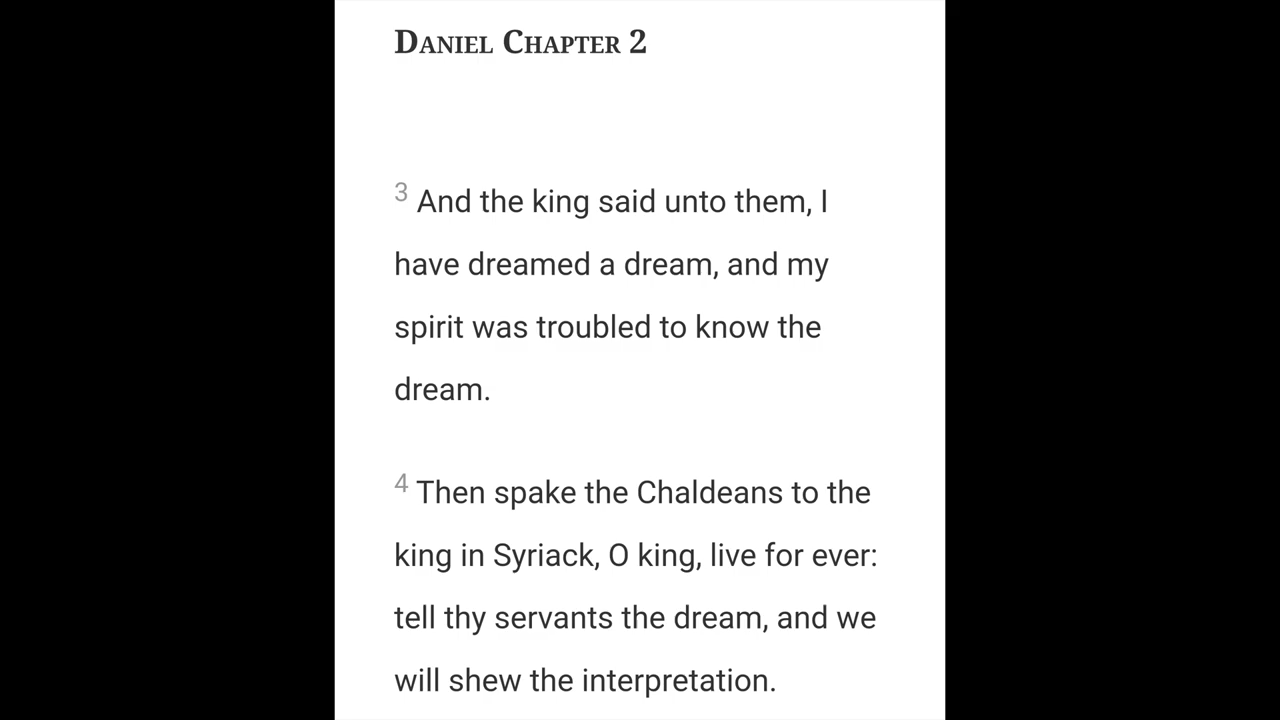 Daniel Chapter 2
3 And the king said unto them, I
have dreamed a dream, and my
spirit was troubled to know the
dream.
4 Then spake the Chaldeans to the
king in Syriack, O king, live for ever:
tell thy servants the dream, and we
will shew the interpretation.